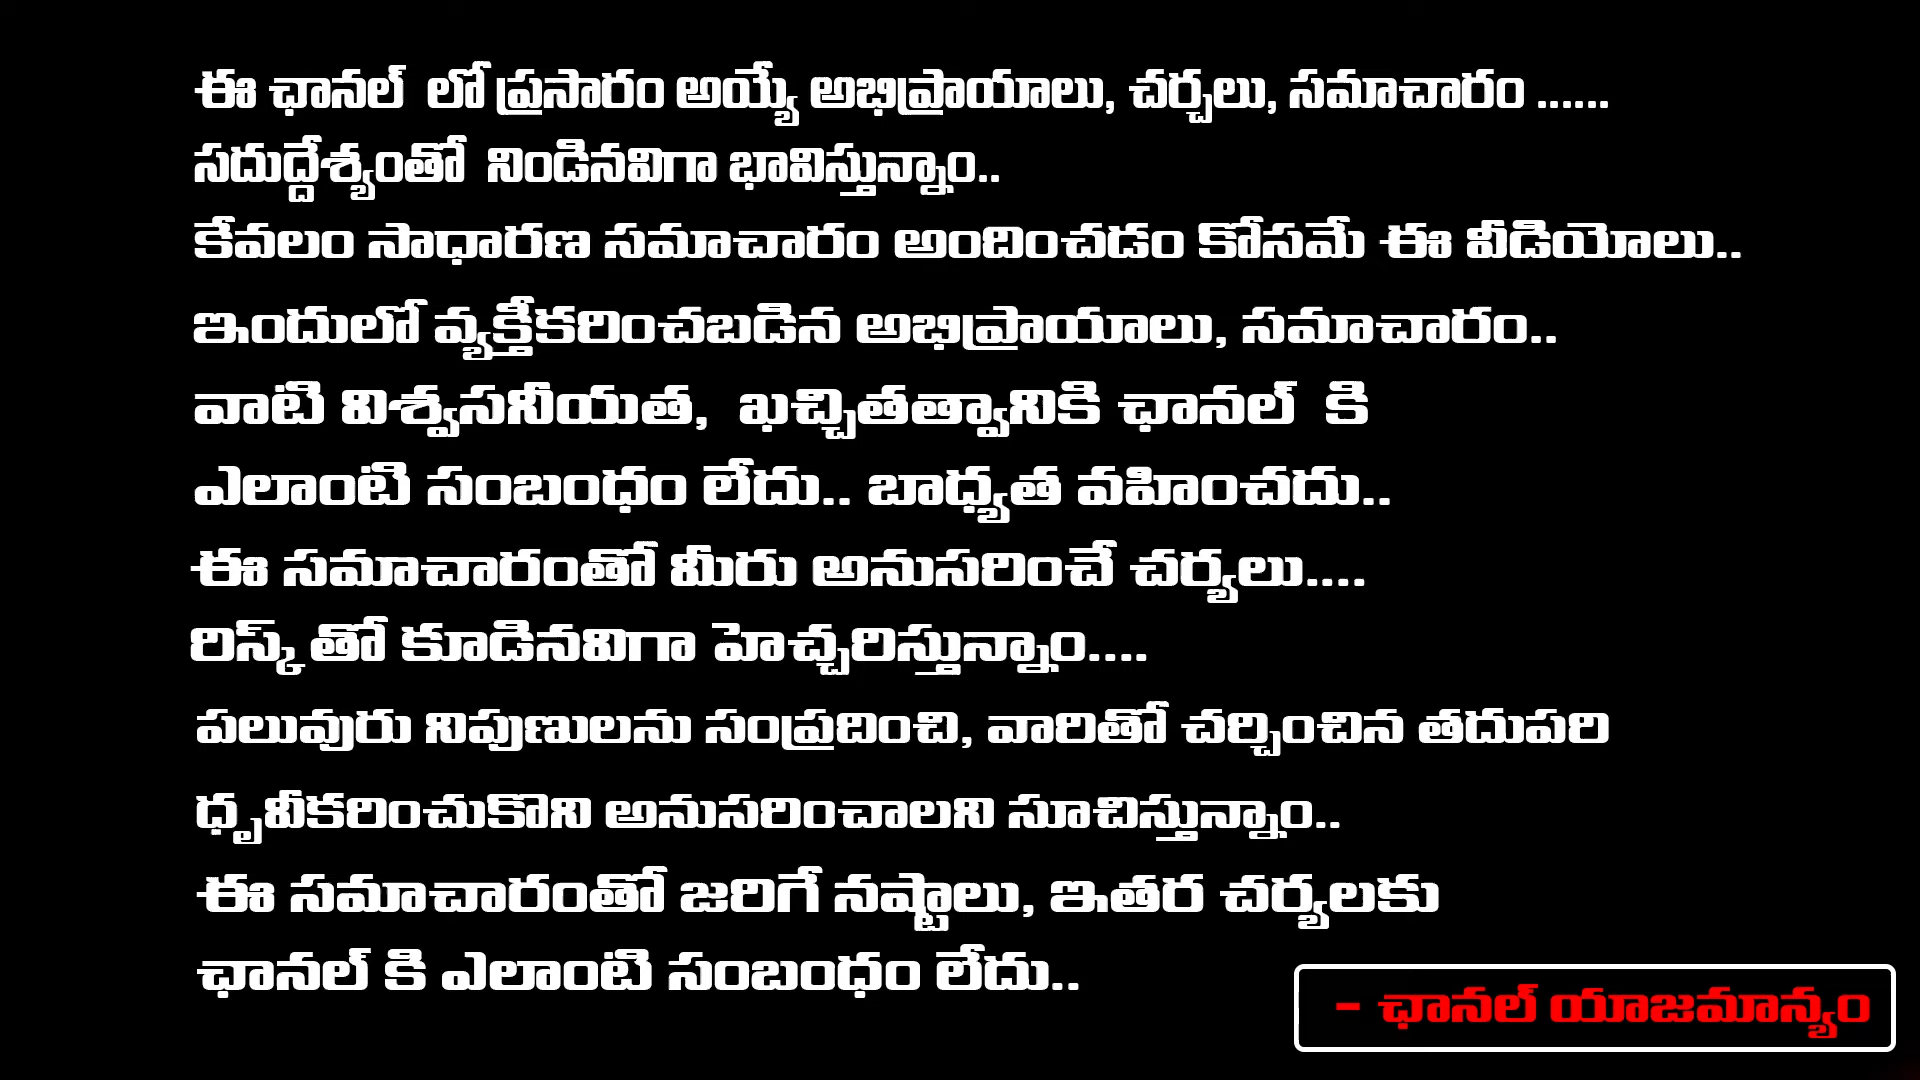 ఈ ఛానల్ లో ప్రసారం అయ్యే అభిప్రాయాలు, చర్చలు, సమాచారం ......
సదుద్దేశ్యంతో నిండినవిగా భావిస్తున్నాం..
కేవలం సాధారణ సమాచారం అందించడం కోసమే ఈ వీడియోలు..
ఇందులో వ్యక్తీకరించబడిన అభిప్రాయాలు, సమాచారం..
వాటి విశ్వసనీయత, ఖచ్చితత్వానికి ఛానల్ కి
ఎలాంటి సంబంధం లేదు.. బాధ్యత వహించదు..
ఈ సమాచారంతో మీరు అనుసరించే చర్యలు....
రిస్క్ తో కూడినవిగా హెచ్చరిస్తున్నాం....
పలువురు నిపుణులను సంప్రదించి, వారితో చర్చించిన తదుపరి
ధృవీకరించుకొని అనుసరించాలని సూచిస్తున్నాం..
ఈ సమాచారంతో జరిగే నష్టాలు, ఇతర చర్యలకు
ఛానల్ కి ఎలాంటి సంబంధం లేదు..
- ఛానల్ యాజమాన్యం